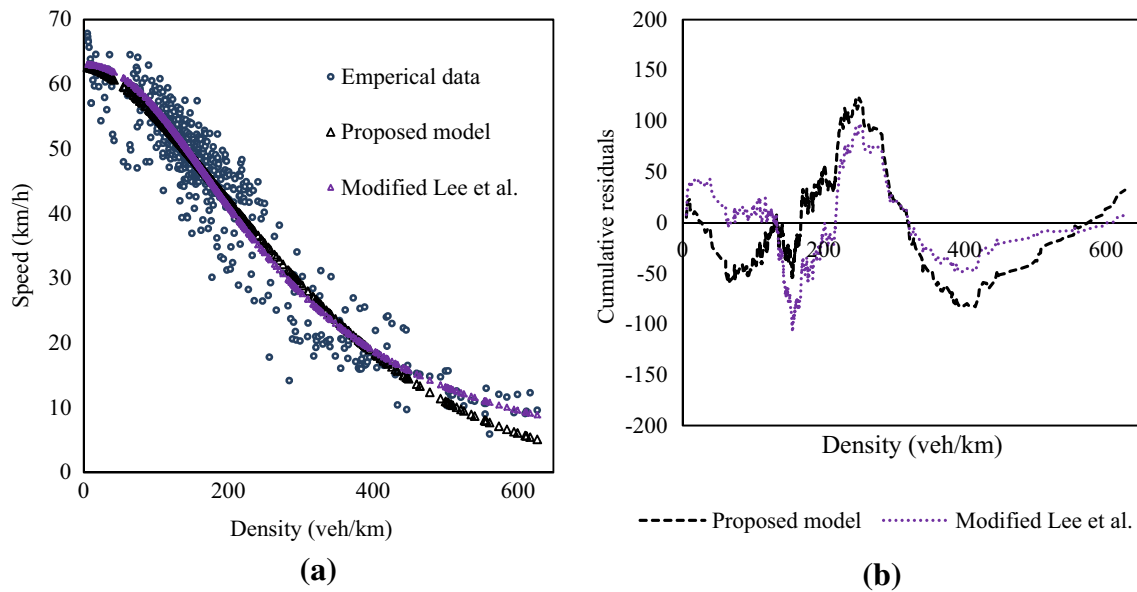 70
60
50
40
30
20
10
0
Speed (km/h)
Emperical data
Proposed model
Modified Lee et al.
0 200 400 600
Density (veh/km)
(a)
200
150
100
50
0
-50
-100
-150
-200
Cumulative residuals
0 200 400 600
Density (veh/km)
Proposed model Modified Lee et al.
(b)